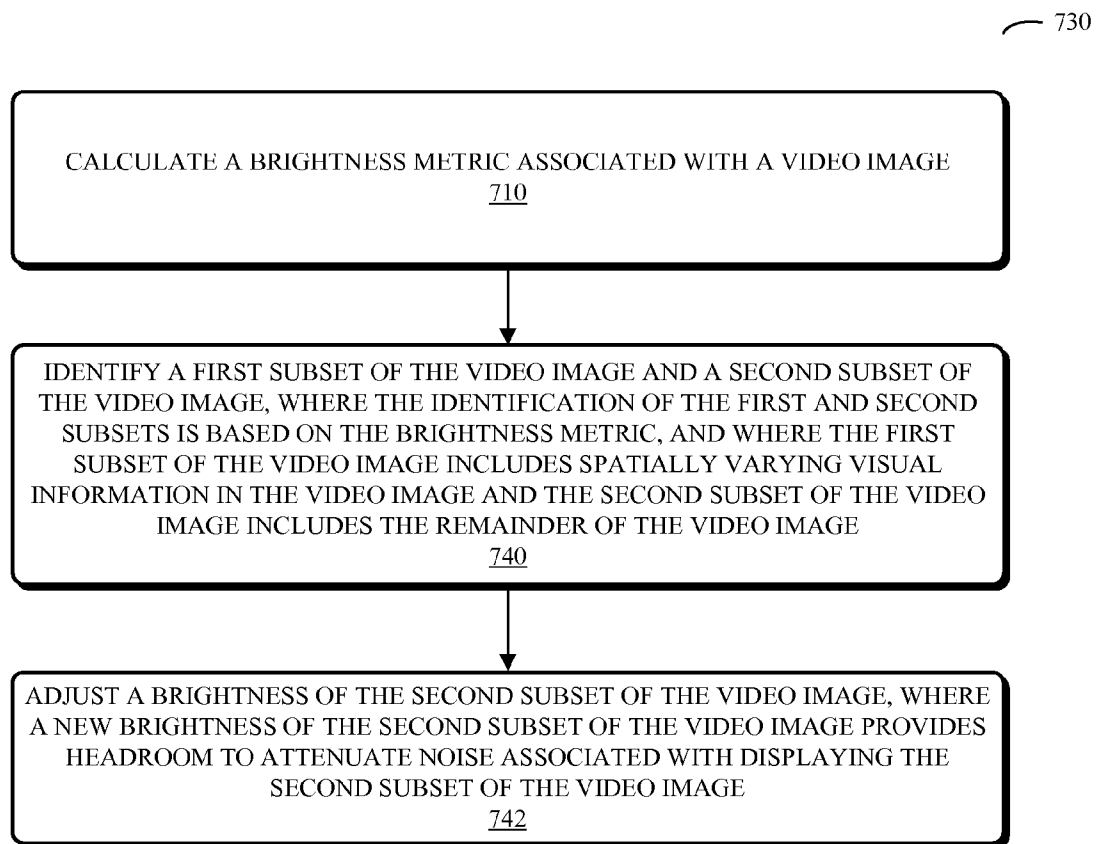 730
CALCULATE A BRIGHTNESS METRIC ASSOCIATED WITH A VIDEO IMAGE
710
IDENTIFY A FIRST SUBSET OF THE VIDEO IMAGE AND A SECOND SUBSET OF
THE VIDEO IMAGE, WHERE THE IDENTIFICATION OF THE FIRST AND SECOND
SUBSETS IS BASED ON THE BRIGHTNESS METRIC, AND WHERE THE FIRST
SUBSET OF THE VIDEO IMAGE INCLUDES SPATIALLY VARYING VISUAL
INFORMATION IN THE VIDEO IMAGE AND THE SECOND SUBSET OF THE VIDEO
IMAGE INCLUDES THE REMAINDER OF THE VIDEO IMAGE
740
ADJUST A BRIGHTNESS OF THE SECOND SUBSET OF THE VIDEO IMAGE, WHERE
A NEW BRIGHTNESS OF THE SECOND SUBSET OF THE VIDEO IMAGE PROVIDES
HEADROOM TO ATTENUATE NOISE ASSOCIATED WITH DISPLAYING THE
SECOND SUBSET OF THE VIDEO IMAGE
742